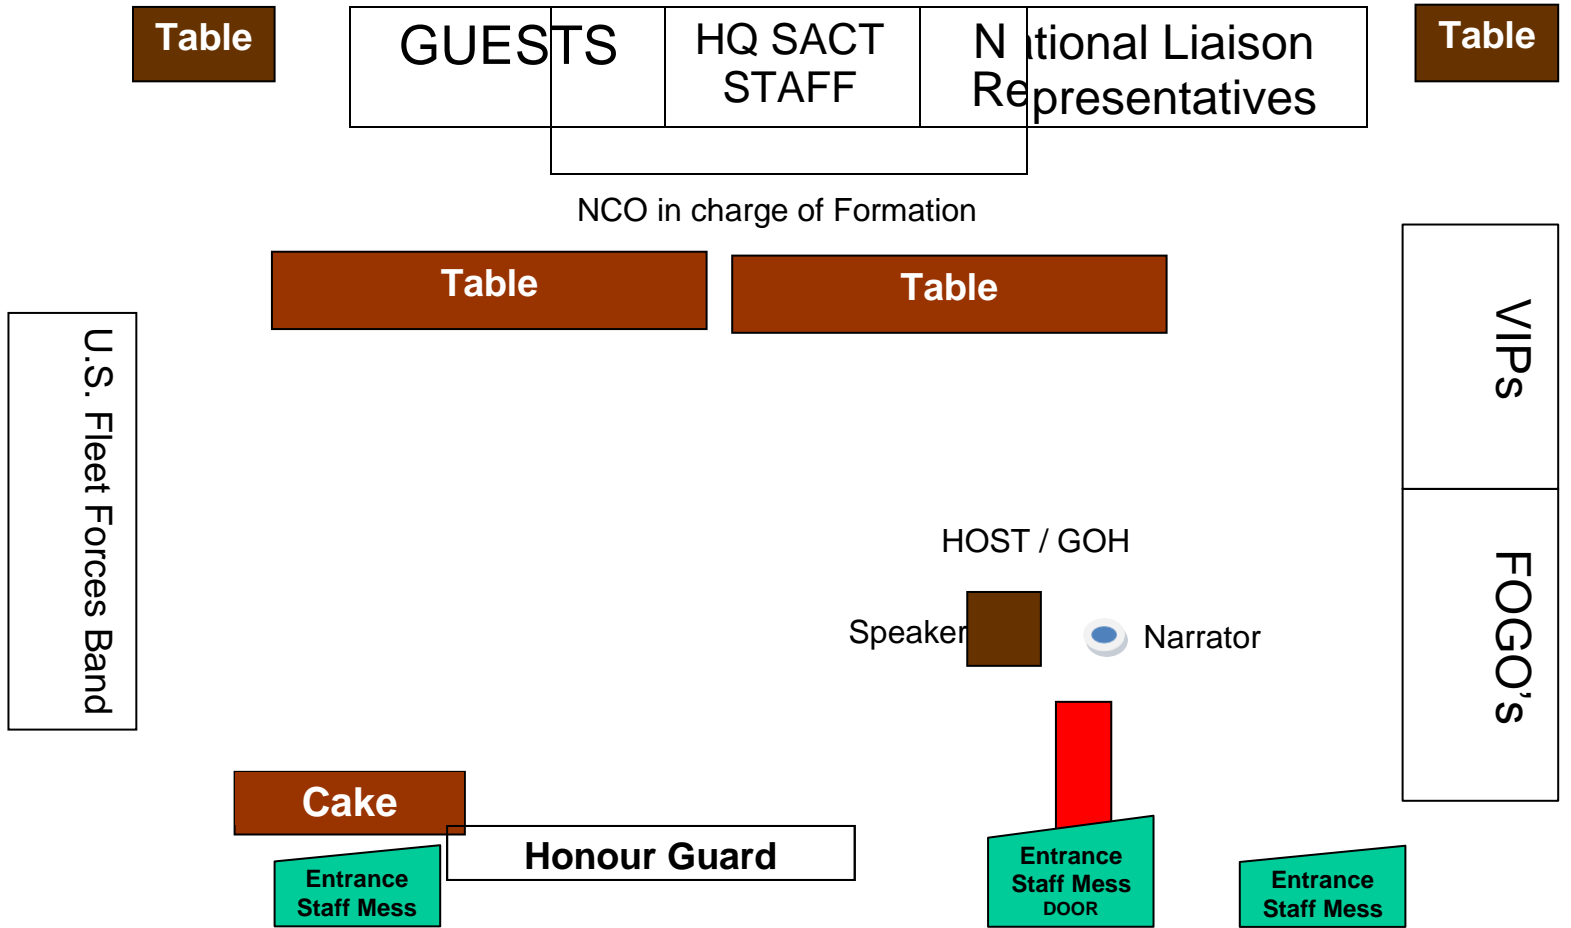 Table
GUESTS
HQ SACT
STAFF
N tional Liaison
Representatives
Table
NCO in charge of Formation
Table
Table
U.S. Fleet Forces Band
VIPs
HOST / GOH
Speaker
Narrator
FOGO's
Cake
Honour Guard
Entrance
Staff Mess
Entrance
Staff Mess
DOOR
Entrance
Staff Mess